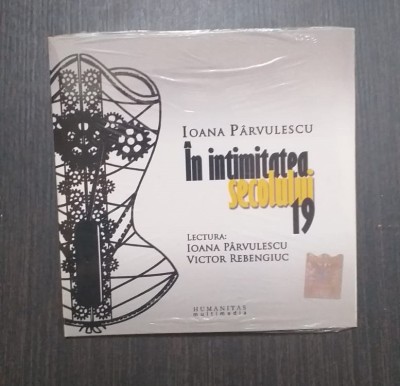 IOANA PÂRVULESCU
În intimitatea
secolului
19
LECTURA:
IOANA PÂRVULESCU
VICTOR REBENGIUC
HUMANITAS
multimedia